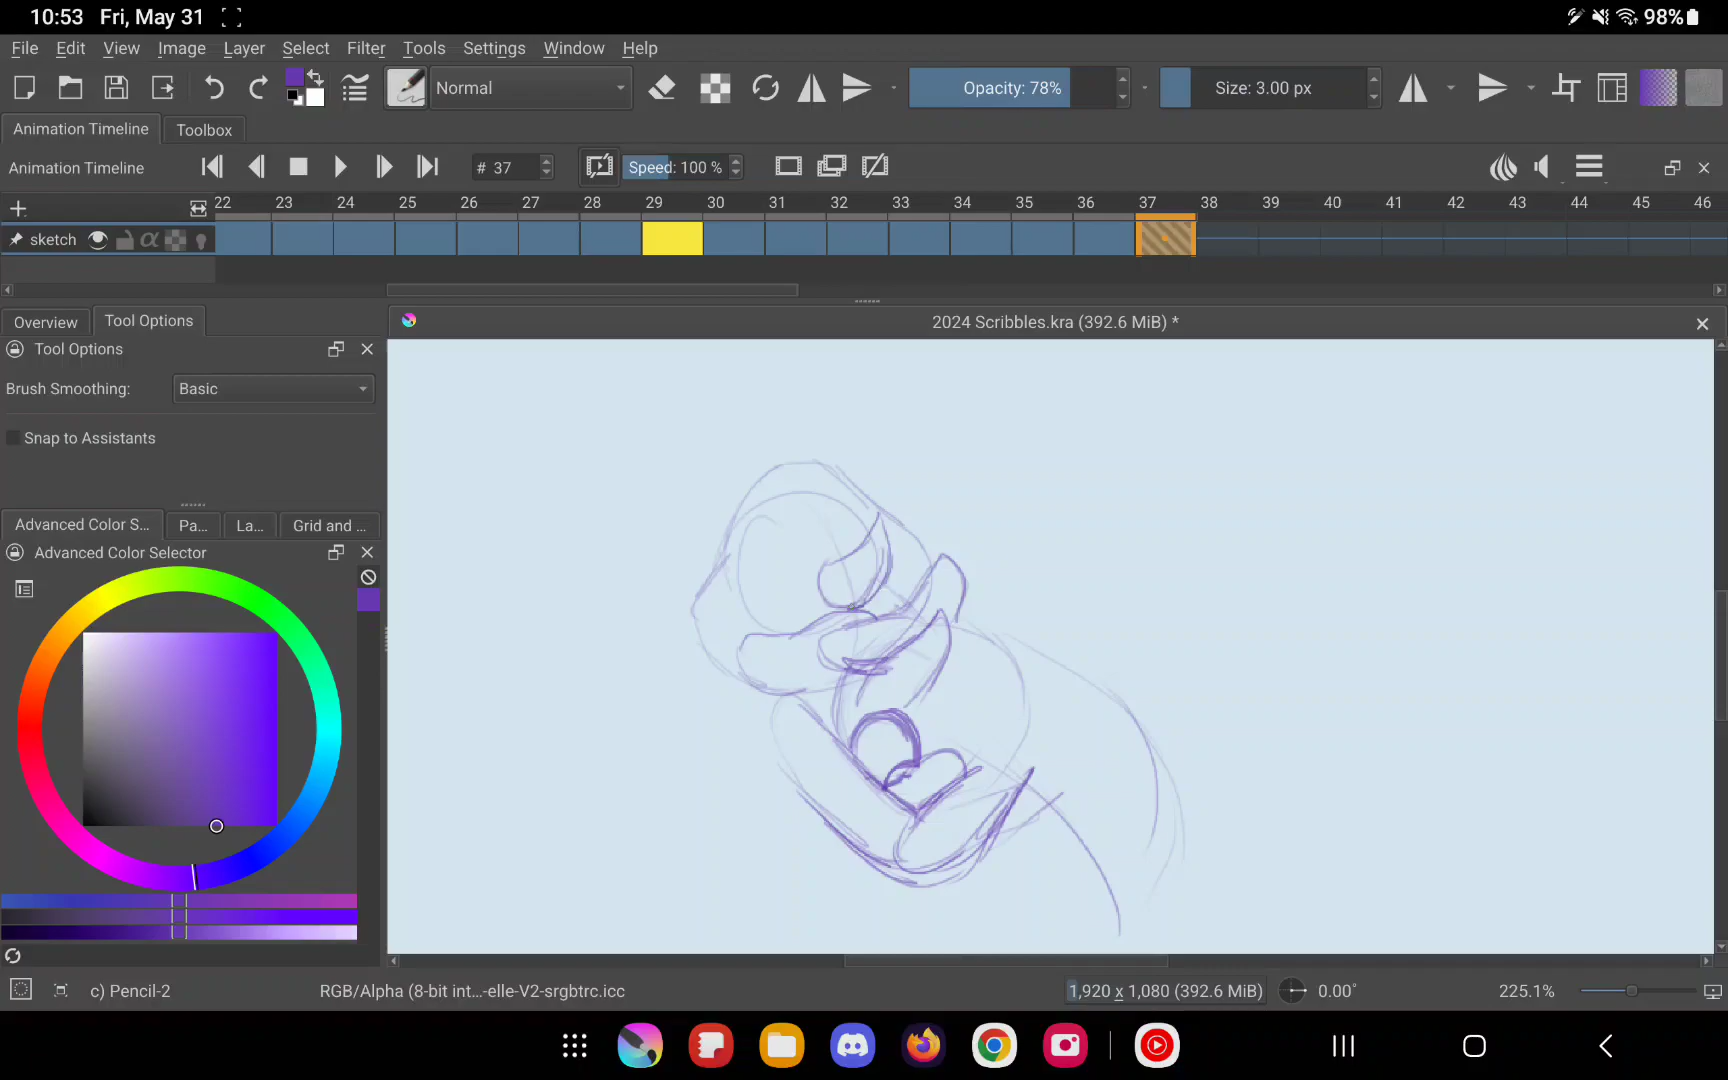 10:53 Fri, May 31 98%
File Edit View Image Layer Select Filter Tools Settings Window Help
Normal Opacity: 78% Size: 3.00 px
Animation Timeline Toolbox
Animation Timeline # 37 Speed: 100 %
22 23 24 25 26 27 28 29 30 31 32 33 34 35 36 37 38 39 40 41 42 43 44 45 46
sketch α
Overview Tool Options
2024 Scribbles.kra (392.6 MiB) *
Tool Options
Brush Smoothing: Basic
Snap to Assistants
Advanced Color S... Pa... La... Grid and ...
Advanced Color Selector
c) Pencil-2 RGB/Alpha (8-bit int...-elle-V2-srgbtrc.icc 1,920 x 1,080 (392.6 MiB) 0.00° 225.1%